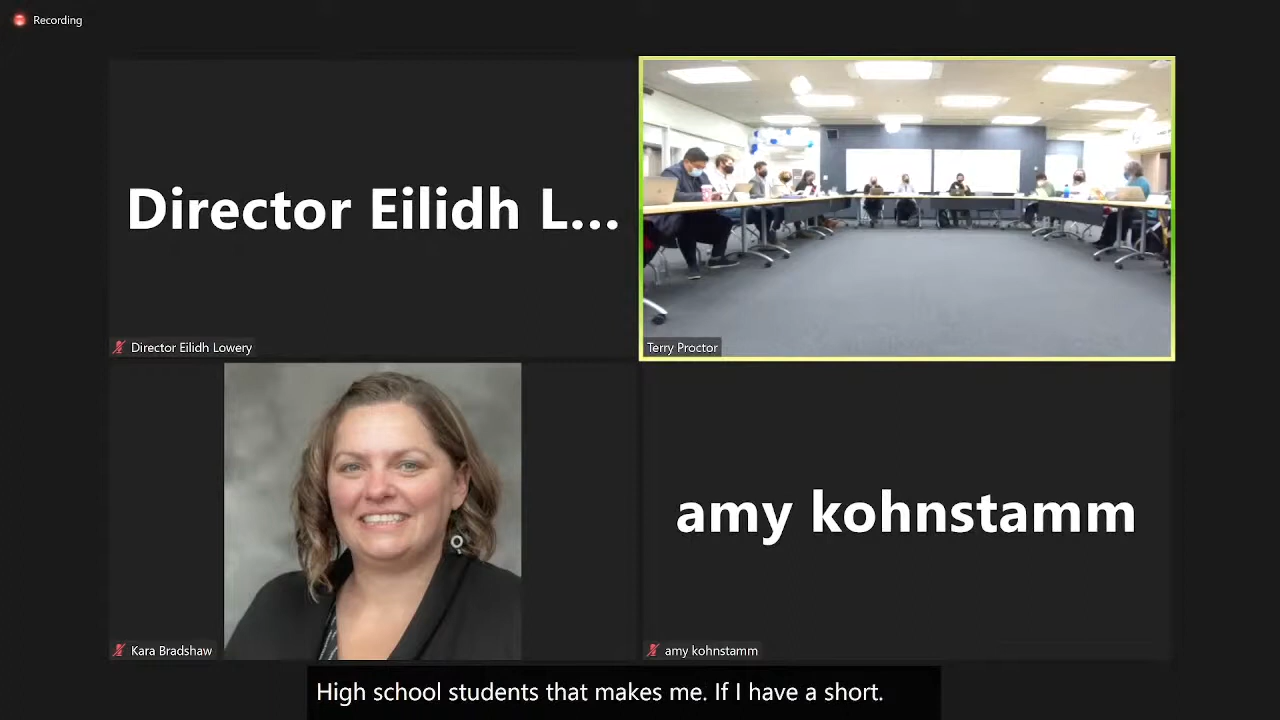 Recording
Director Eilidh L...
Director Eilidh Lowery
Terry Proctor
Kara Bradshaw
amy kohnstamm
amy kohnstamm
High school students that makes me. If I have a short.